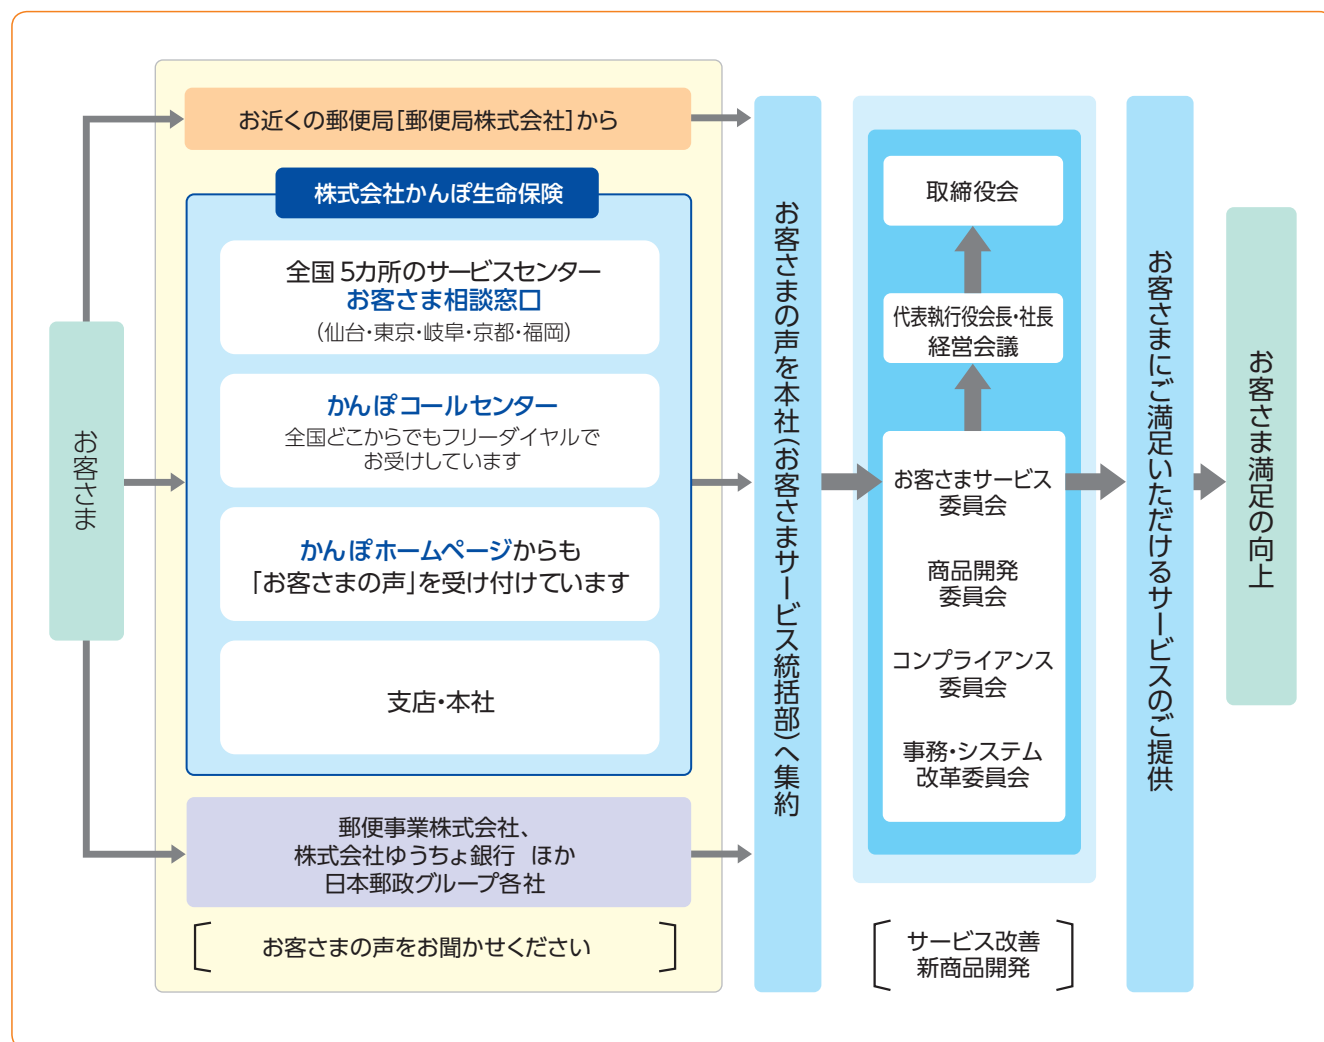 お客さま
お近くの郵便局[郵便局株式会社]から
株式会社かんぽ生命保険
全国5カ所のサービスセンター
お客さま相談窓口
(仙台・東京・岐阜・京都・福岡)
かんぽコールセンター
全国どこからでもフリーダイヤルで
お受けしています
かんぽホームページからも
「お客さまの声」を受け付けています
支店・本社
郵便事業株式会社、
株式会社ゆうちょ銀行 ほか
日本郵政グループ各社
お客さまの声をお聞かせください
お客さまの声を本社(お客さまサービス統括部)へ集約
取締役会
代表執行役会長・社長
経営会議
お客さまサービス
委員会
商品開発
委員会
コンプライアンス
委員会
事務・システム
改革委員会
サービス改善
新商品開発
お客さまにご満足いただけるサービスのご提供
お客さま満足の向上